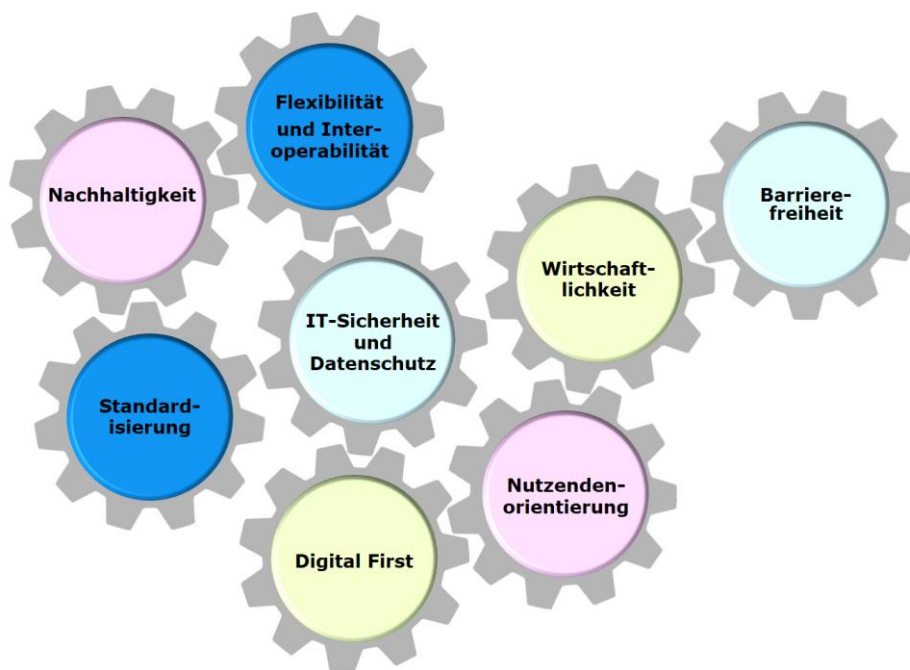 Flexibilität
und Inter-
operabilität
Nachhaltigkeit
Barriere-
freiheit
Wirtschaft-
lichkeit
IT-Sicherheit
und
Datenschutz
Standard-
isierung
Nutzenden-
orientierung
Digital First